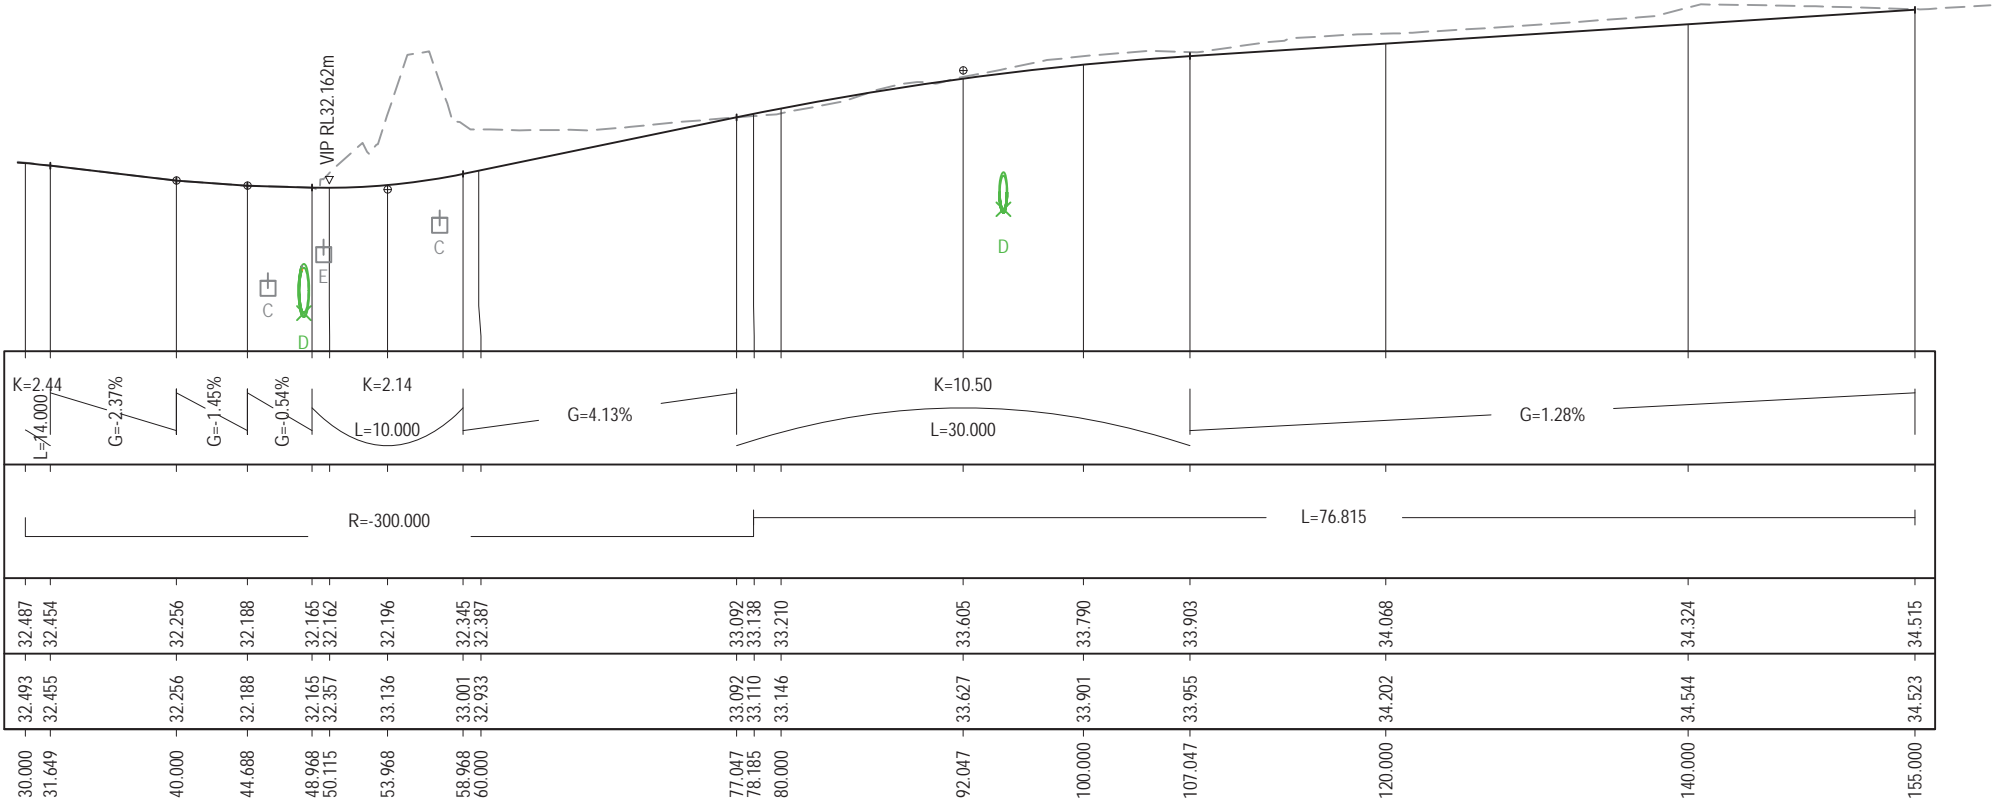 VIP RL32.162m
C
D
E
C
D
K=2.44
L=14.000
G=-2.37%
G=-1.45%
G=-0.54%
K=2.14
L=10.000
G=4.13%
K=10.50
L=30.000
G=1.28%
R=-300.000
L=76.815
32.487 32.454 32.256 32.188 32.165 32.162 32.196 32.345 32.387 33.092 33.138 33.210 33.605 33.790 33.903 34.068 34.324 34.515
32.493 32.455 32.256 32.188 32.165 32.357 33.136 33.001 32.933 33.092 33.110 33.146 33.627 33.901 33.955 34.202 34.544 34.523
30.000 31.649 40.000 44.688 48.968 50.115 53.968 58.968 60.000 77.047 78.185 80.000 92.047 100.000 107.047 120.000 140.000 155.000